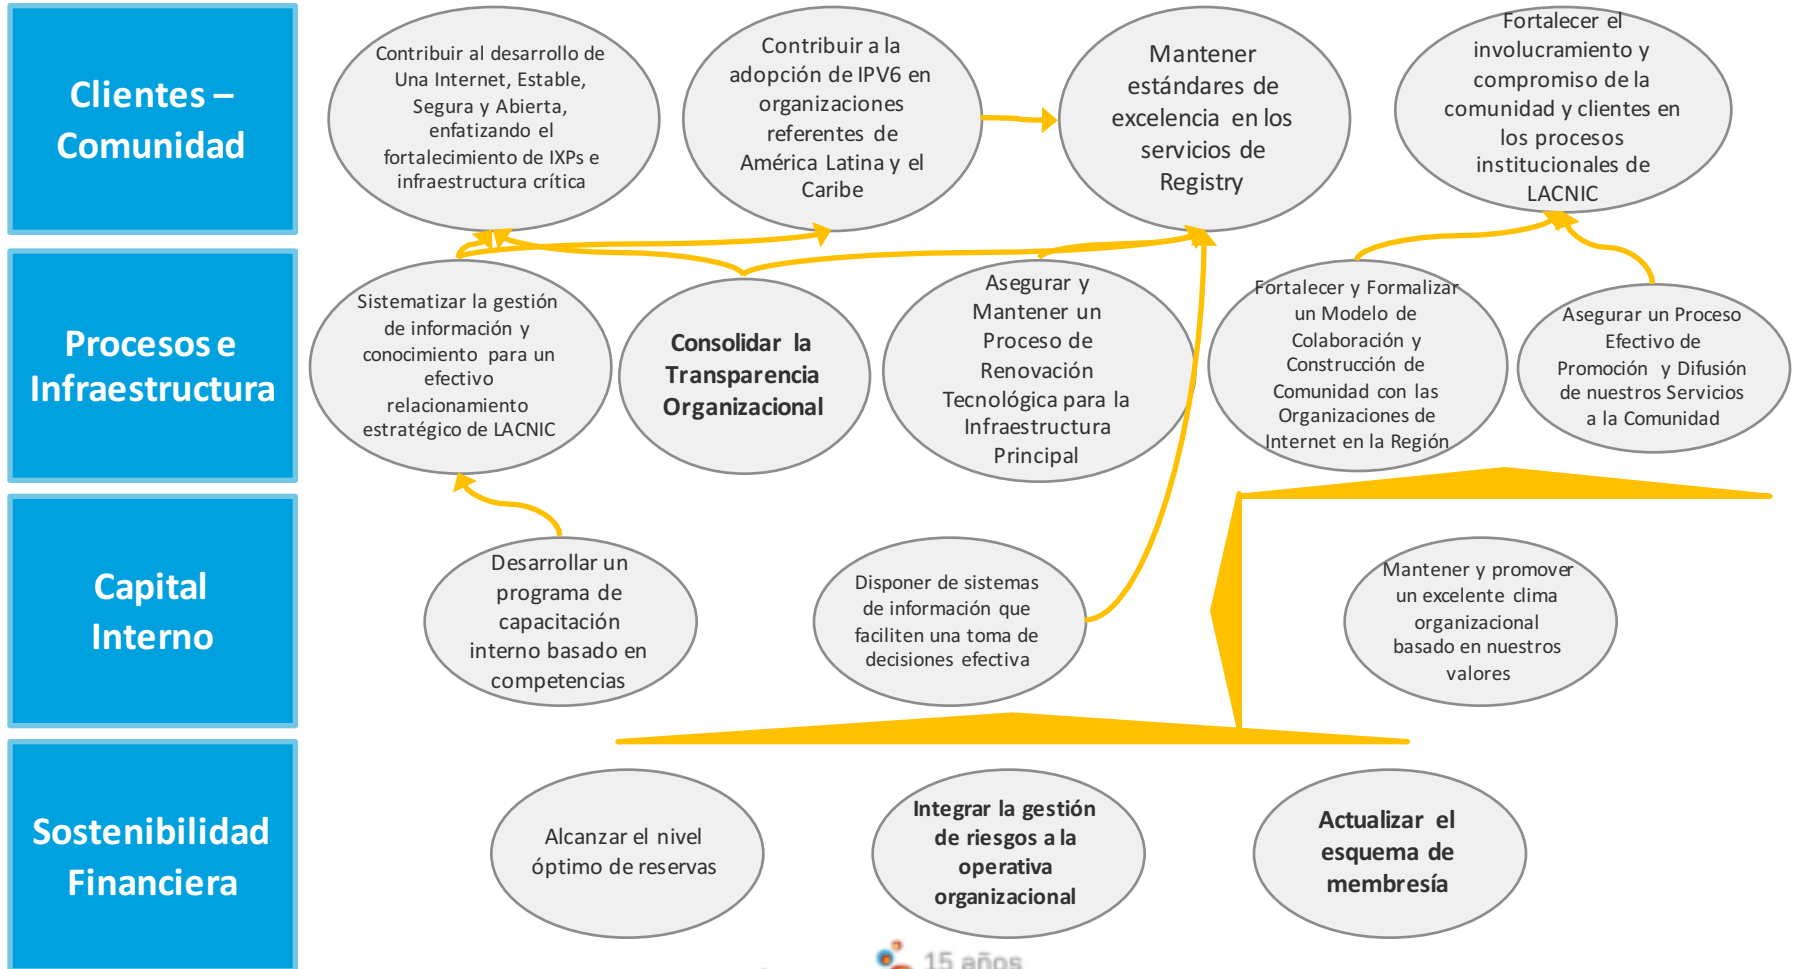 Clientes –
Comunidad
Contribuir al desarrollo de
Una Internet, Estable,
Segura y Abierta,
enfatizando el
fortalecimiento de IXPs e
infraestructura crítica
Contribuir a la
adopción de IPV6 en
organizaciones
referentes de
América Latina y el
Caribe
Mantener
estándares de
excelencia en los
servicios de
Registry
Fortalecer el
involucramiento y
compromiso de la
comunidad y clientes en
los procesos
institucionales de
LACNIC
Procesos e
Infraestructura
Sistematizar la gestión
de información y
conocimiento para un
efectivo
relacionamiento
estratégico de LACNIC
Consolidar la
Transparencia
Organizacional
Asegurar y
Mantener un
Proceso de
Renovación
Tecnológica para la
Infraestructura
Principal
Fortalecer y Formalizar
un Modelo de
Colaboración y
Construcción de
Comunidad con las
Organizaciones de
Internet en la Región
Asegurar un Proceso
Efectivo de
Promoción y Difusión
de nuestros Servicios
a la Comunidad
Capital
Interno
Desarrollar un
programa de
capacitación
interno basado en
competencias
Disponer de sistemas
de información que
faciliten una toma de
decisiones efectiva
Mantener y promover
un excelente clima
organizacional
basado en nuestros
valores
Sostenibilidad
Financiera
Alcanzar el nivel
óptimo de reservas
Integrar la gestión
de riesgos a la
operativa
organizacional
Actualizar el
esquema de
membresía
15 años